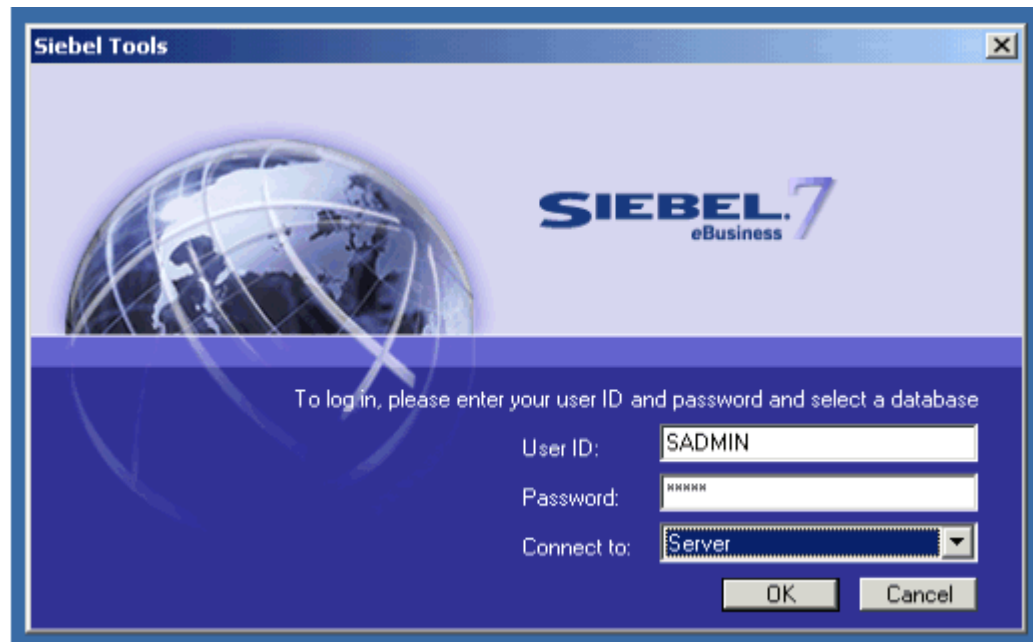 Siebel Tools
SIEBEL. 7
eBusiness
To log in, please enter your user ID and password and select a database
User ID: SADMIN
Password: *****
Connect to: Server
OK Cancel